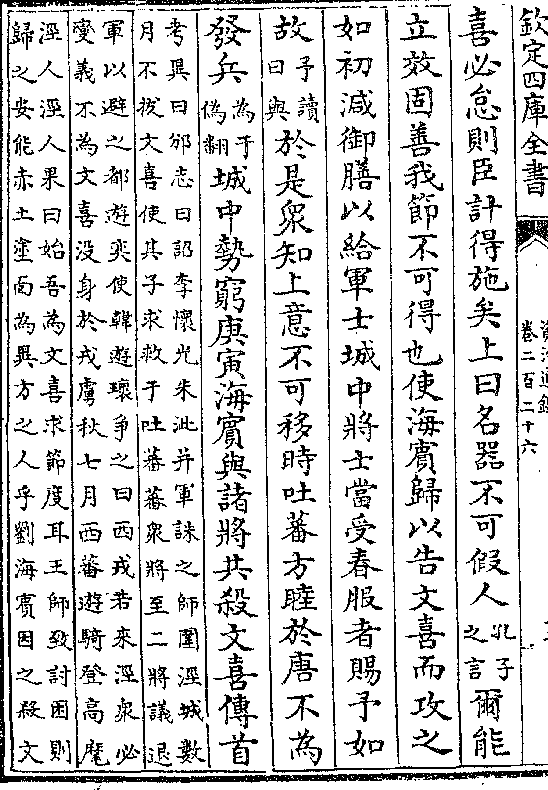 欽定四庫全書
資治通鑑
卷二百二十六
喜必怠則臣計得施矣上曰名器不可假人孔子之言爾能
立效固善我節不可得也使海賓歸以告文喜而攻之
如初減御膳以給軍士城中將士當受春服者賜予如
故予讀曰與於是衆知上意不可移時吐蕃方睦於唐不為
發兵為于偽翻城中勢窮庚寅海賓與諸將共殺文喜傳首
考異曰邠志曰詔李懷光朱泚并軍誅之師圍涇城數
月不拔文喜使其子求救于吐蕃蕃衆將至二將議退
軍以避之都遊奕使韓遊瓌争之曰西戎若來涇衆必
變義不為文喜没身於戎虜秋七月西蕃遊騎登高麾
涇人涇人果曰始吾為文喜求節度耳王師致討困則
歸之安能赤土塗面為異方之人乎劉海賓因之殺文